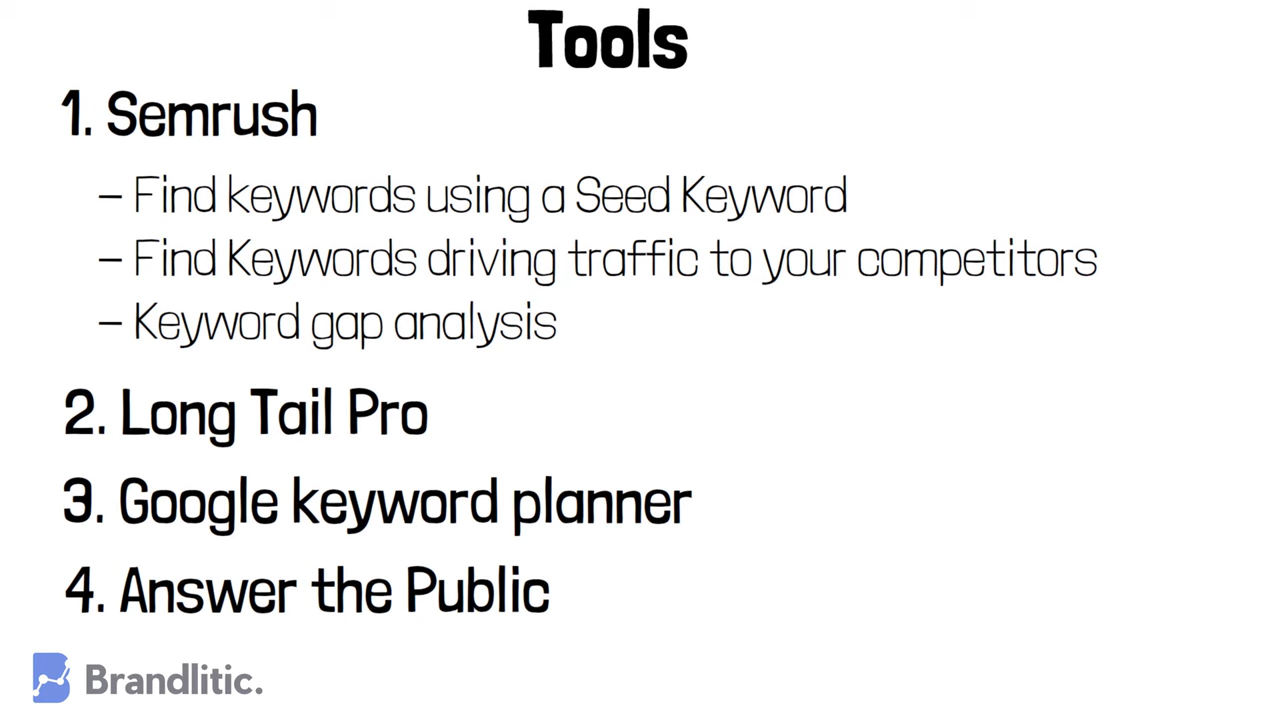 Tools
1. Semrush
– Find keywords using a Seed Keyword
– Find Keywords driving traffic to your competitors
– Keyword gap analysis
2. Long Tail Pro
3. Google keyword planner
4. Answer the Public
Brandlitic.